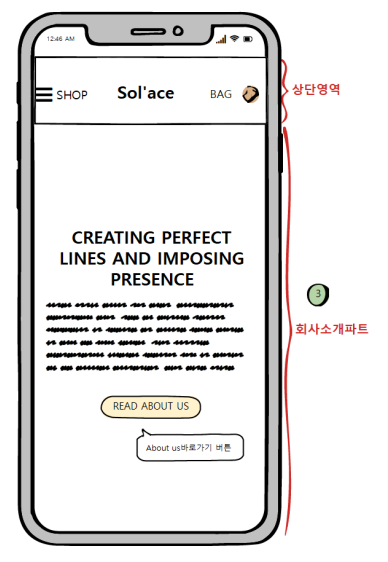 12:46 AM
SHOP
Sol'ace
BAG
상단영역
CREATING PERFECT
LINES AND IMPOSING
PRESENCE
3
회사소개파트
READ ABOUT US
About us바로가기 버튼